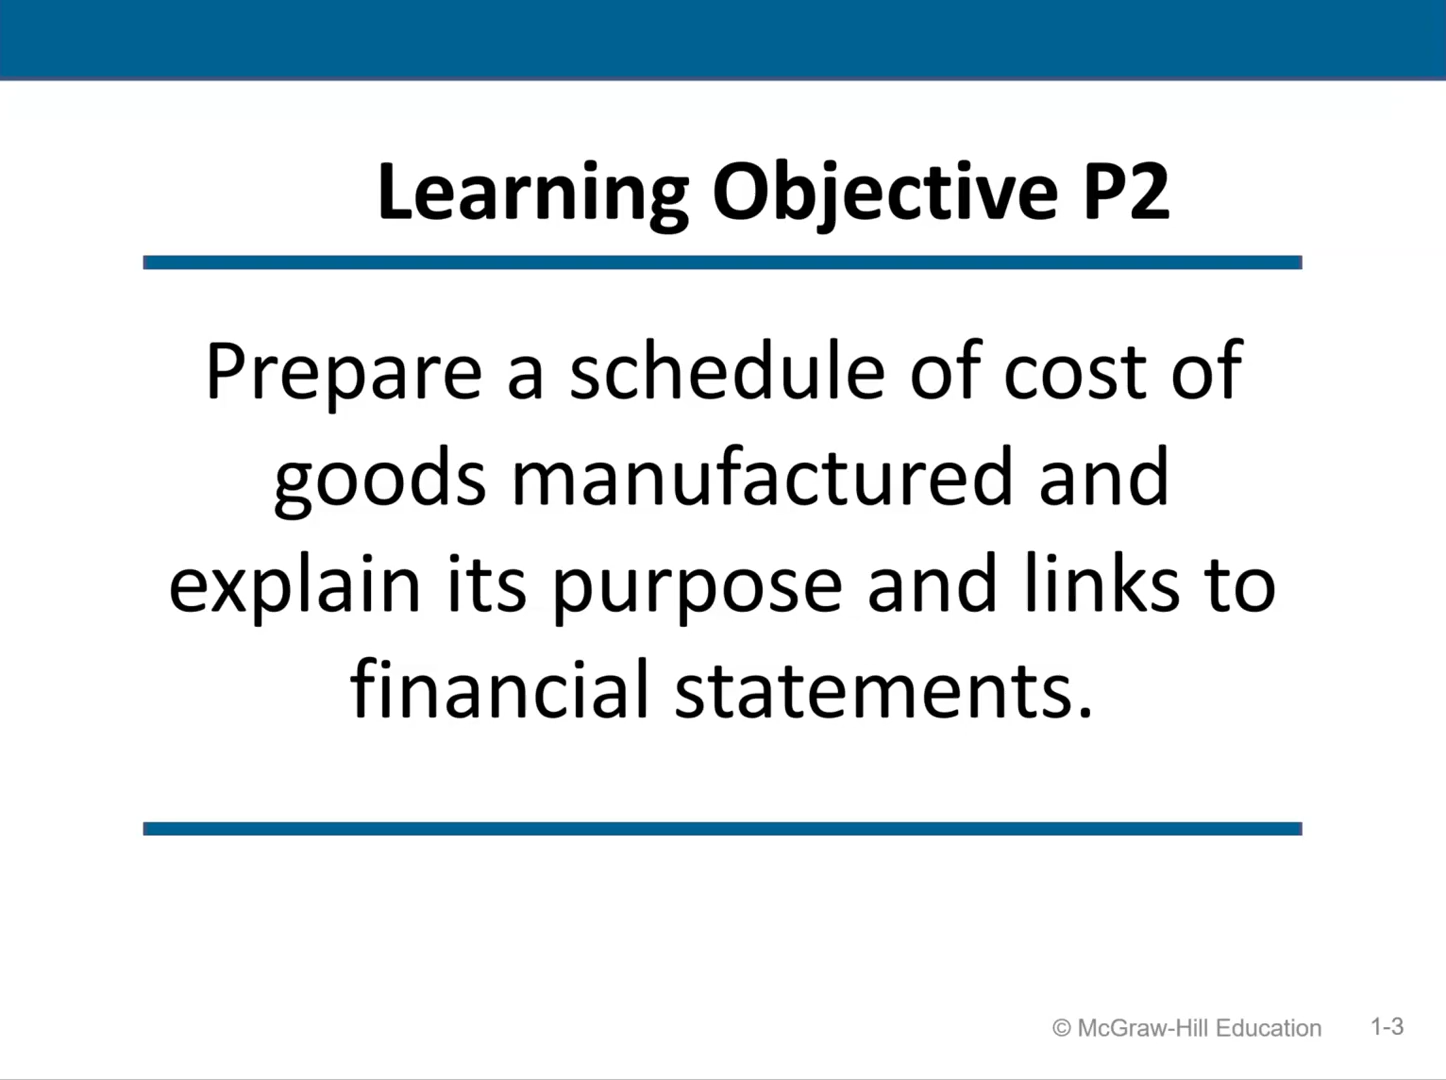 Learning Objective P2
Prepare a schedule of cost of
goods manufactured and
explain its purpose and links to
financial statements.
© McGraw-Hill Education 1-3